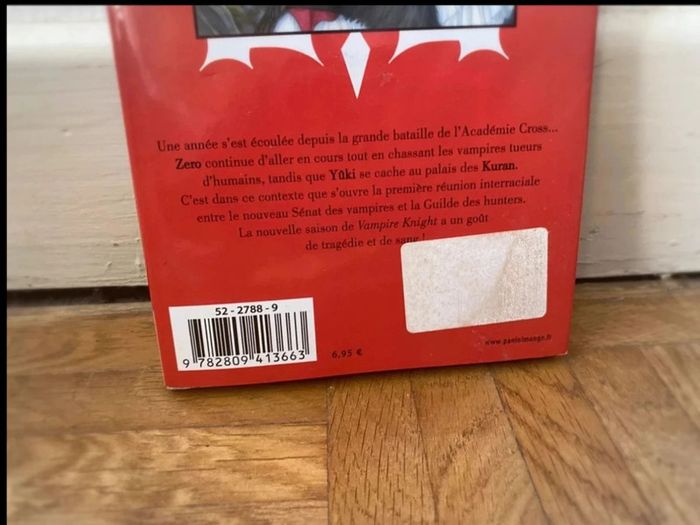 Une année s'est écoulée depuis la grande bataille de l'Académie Cross...
Zero continue d'aller en cours tout en chassant les vampires tueurs
d'humains, tandis que Yûki se cache au palais des Kuran.
C'est dans ce contexte que s'ouvre la première réunion interraciale
entre le nouveau Sénat des vampires et la Guilde des hunters.
La nouvelle saison de Vampire Knight a un goût
de tragédie et de sang !
52-2788-9
9 782809 413663
6,95 €
www.paninimanga.fr